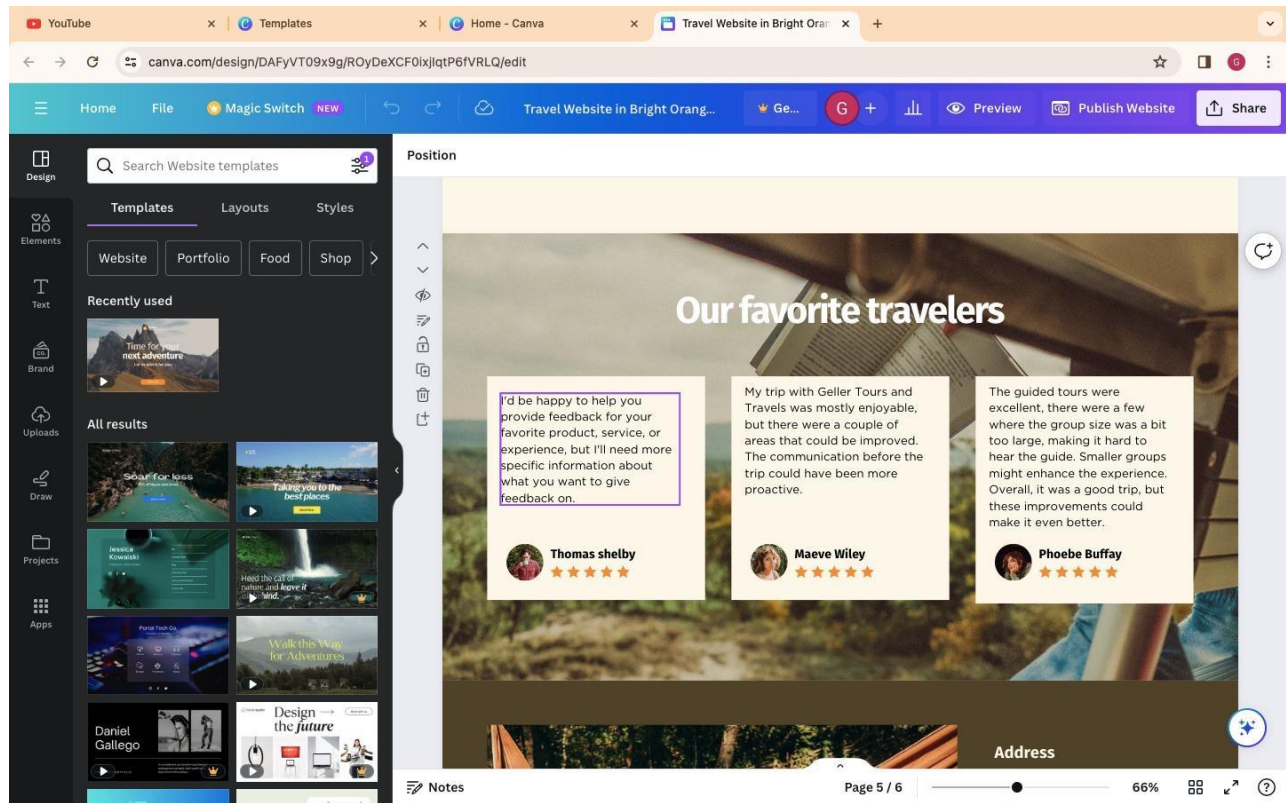 YouTube
Templates
Home - Canva
Travel Website in Bright Oran
canva.com/design/DAFyVT09x9g/ROyDeXCF0ixjlqtP6fVRLQ/edit
G
Home
File
Magic Switch NEW
Travel Website in Bright Orang...
Ge...
G
Preview
Publish Website
Share
Design
Elements
Text
Brand
Uploads
Draw
Projects
Apps
Search Website templates
1
Templates
Layouts
Styles
Website
Portfolio
Food
Shop
Recently used
Time for your
next adventure
All results
Soar for less
Taking you to the
best places
Jessica
Kowalski
Heed the call of
nature and leave it
behind.
Portal Tech Co.
Walk this Way
for Adventures
Daniel
Gallego
Design
the future
Position
Our favorite travelers
I'd be happy to help you
provide feedback for your
favorite product, service, or
experience, but I'll need more
specific information about
what you want to give
feedback on.
Thomas shelby
My trip with Geller Tours and
Travels was mostly enjoyable,
but there were a couple of
areas that could be improved.
The communication before the
trip could have been more
proactive.
Maeve Wiley
The guided tours were
excellent, there were a few
where the group size was a bit
too large, making it hard to
hear the guide. Smaller groups
might enhance the experience.
Overall, it was a good trip, but
these improvements could
make it even better.
Phoebe Buffay
Address
Notes
Page 5 / 6
66%